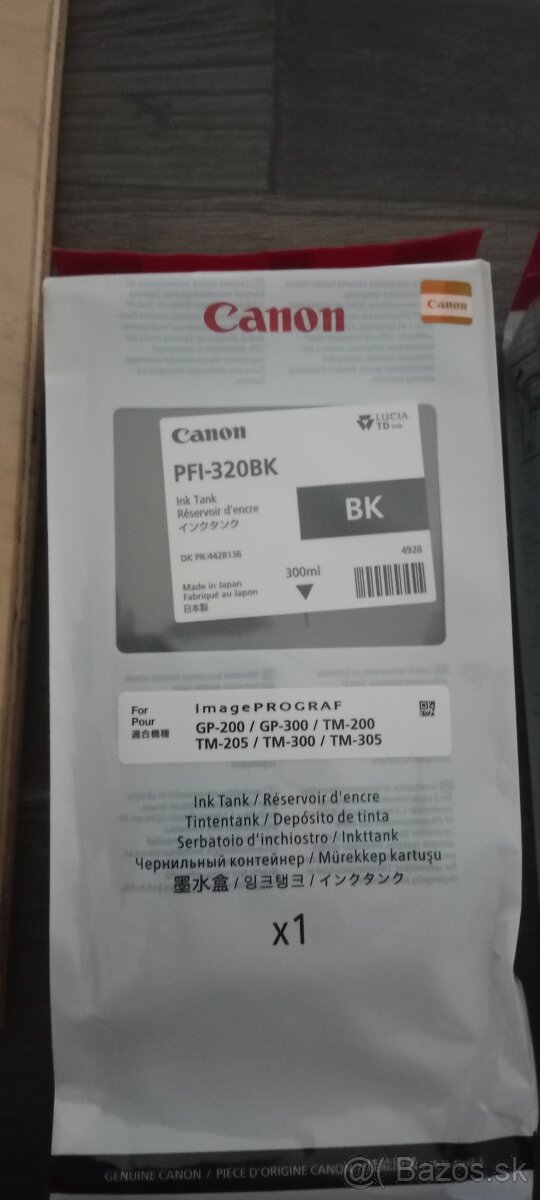 Canon
Canon
Canon
LUCIA
TD ink
PFI-320BK
Ink Tank
Réservoir d'encre
インクタンク
BK
DK PR:4428136
4928
300ml
Made in Japan
Fabriqué au Japon
日本製
For
Pour
適合機種
imagePROGRAF
GP-200 / GP-300 / TM-200
TM-205 / TM-300 / TM-305
Ink Tank / Réservoir d'encre
Tintentank / Depósito de tinta
Serbatoio d'inchiostro / Inkttank
Чернильный контейнер / Mürekkep kartuşu
墨水盒 / 잉크탱크 / インクタンク
x1
GENUINE CANON / PIÈCE D'ORIGINE CANON
@( Bazos.sk